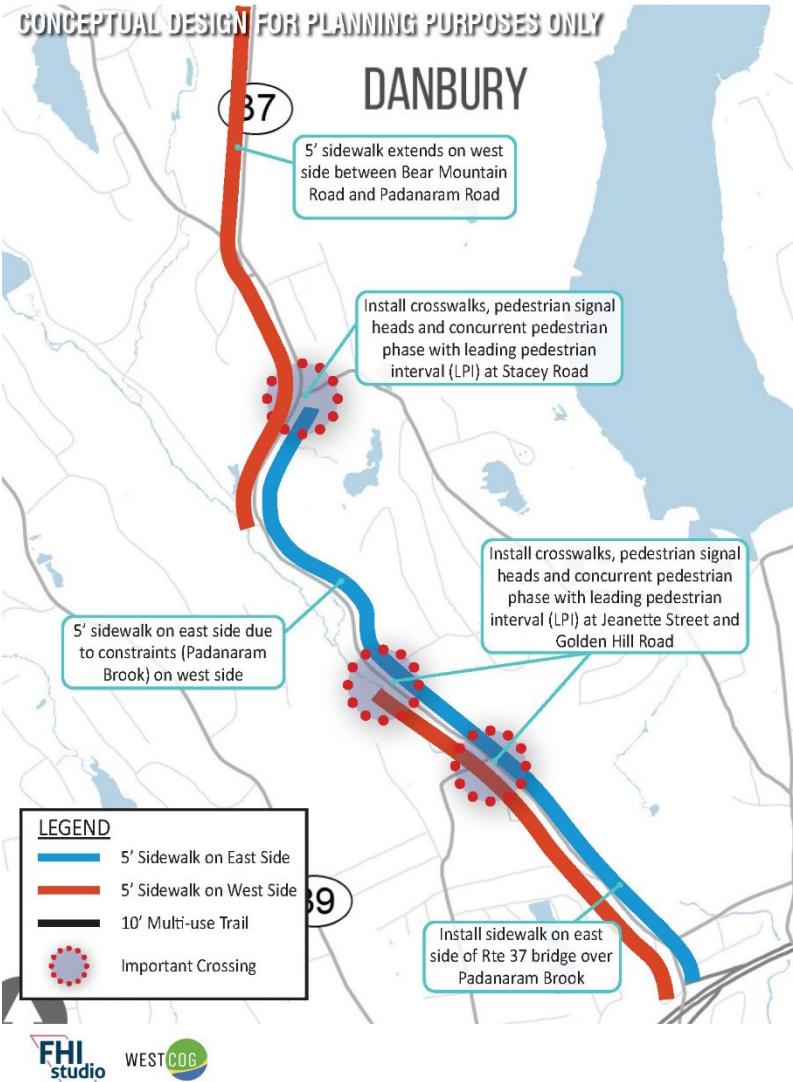 CONCEPTUAL DESIGN FOR PLANNING PURPOSES ONLY
DANBURY
37
5' sidewalk extends on west
side between Bear Mountain
Road and Padanaram Road
Install crosswalks, pedestrian signal
heads and concurrent pedestrian
phase with leading pedestrian
interval (LPI) at Stacey Road
Install crosswalks, pedestrian signal
heads and concurrent pedestrian
phase with leading pedestrian
interval (LPI) at Jeanette Street and
Golden Hill Road
5' sidewalk on east side due
to constraints (Padanaram
Brook) on west side
LEGEND
5' Sidewalk on East Side
5' Sidewalk on West Side
10' Multi-use Trail
Important Crossing
39
Install sidewalk on east
side of Rte 37 bridge over
Padanaram Brook
FHI
studio
WESTCOG